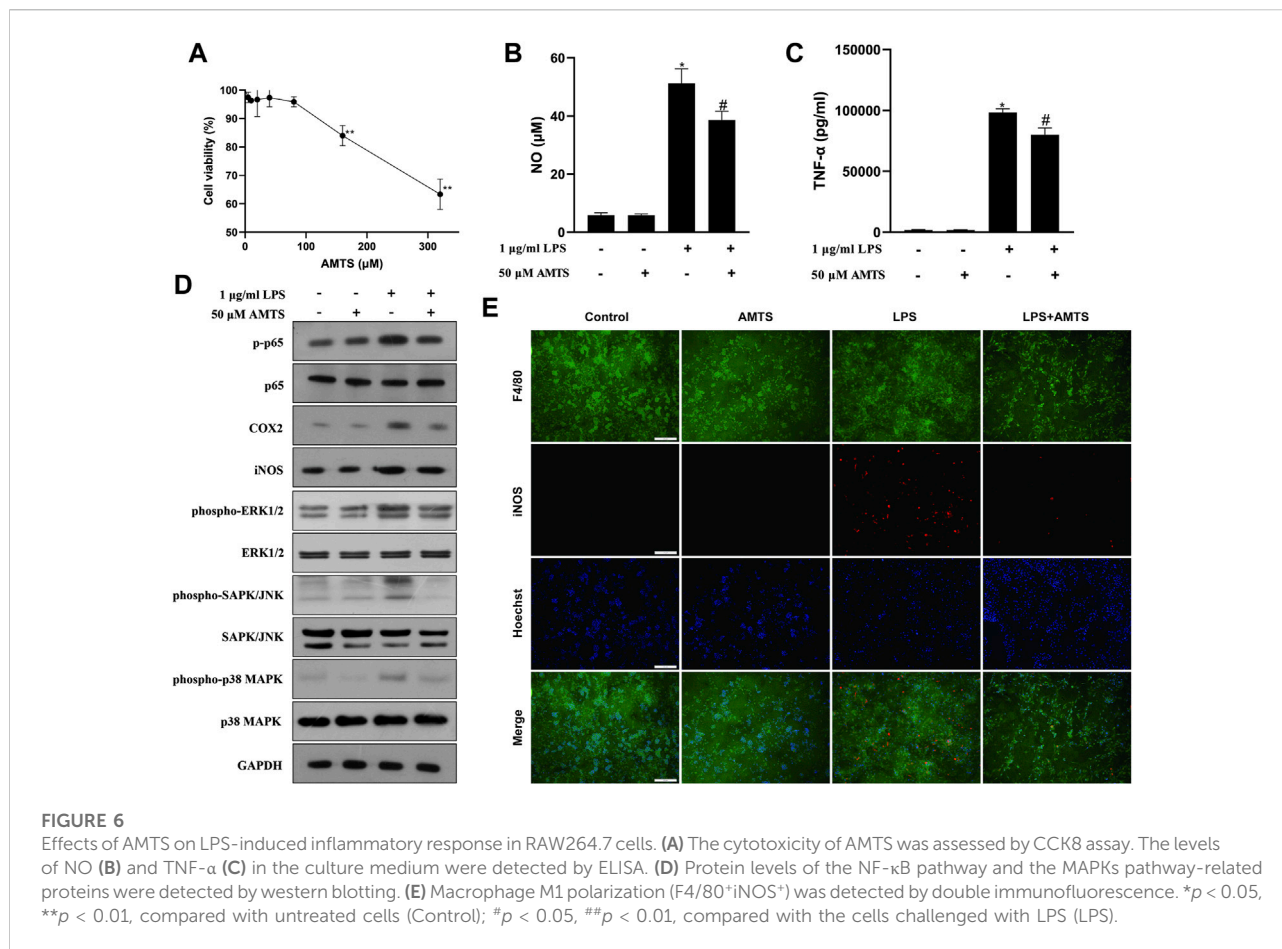 A
Cell viability (%)
100
90
80
70
60
50
0
100
200
300
**
**
AMTS (μM)
B
NO (μM)
60
40
20
0
*
#
1 μg/ml LPS - - + +
50 μM AMTS - + - +
C
TNF-α (pg/ml)
150000
100000
50000
0
*
#
1 μg/ml LPS - - + +
50 μM AMTS - + - +
D
1 μg/ml LPS - - + +
50 μM AMTS - + - +
p-p65
p65
COX2
iNOS
phospho-ERK1/2
ERK1/2
phospho-SAPK/JNK
SAPK/JNK
phospho-p38 MAPK
p38 MAPK
GAPDH
E
Control AMTS LPS LPS+AMTS
F4/80
iNOS
Hoechst
Merge
FIGURE 6
Effects of AMTS on LPS-induced inflammatory response in RAW264.7 cells. (A) The cytotoxicity of AMTS was assessed by CCK8 assay. The levels
of NO (B) and TNF-α (C) in the culture medium were detected by ELISA. (D) Protein levels of the NF-κB pathway and the MAPKs pathway-related
proteins were detected by western blotting. (E) Macrophage M1 polarization (F4/80⁺iNOS⁺) was detected by double immunofluorescence. *p < 0.05,
**p < 0.01, compared with untreated cells (Control); #p < 0.05, ##p < 0.01, compared with the cells challenged with LPS (LPS).